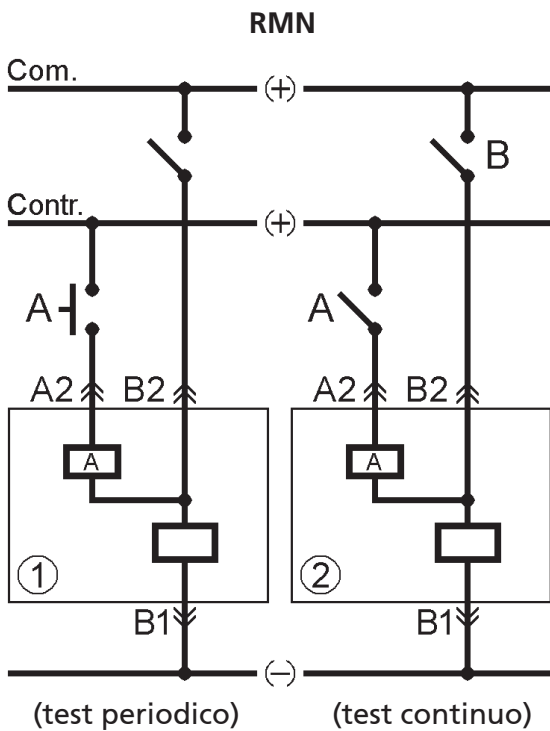 RMN
Com.
(+)
(+)
B
Contr.
(+)
(+)
A
A
A2 B2
A2 B2
A
A
1
2
B1
B1
(−)
(−)
(test periodico)
(test continuo)